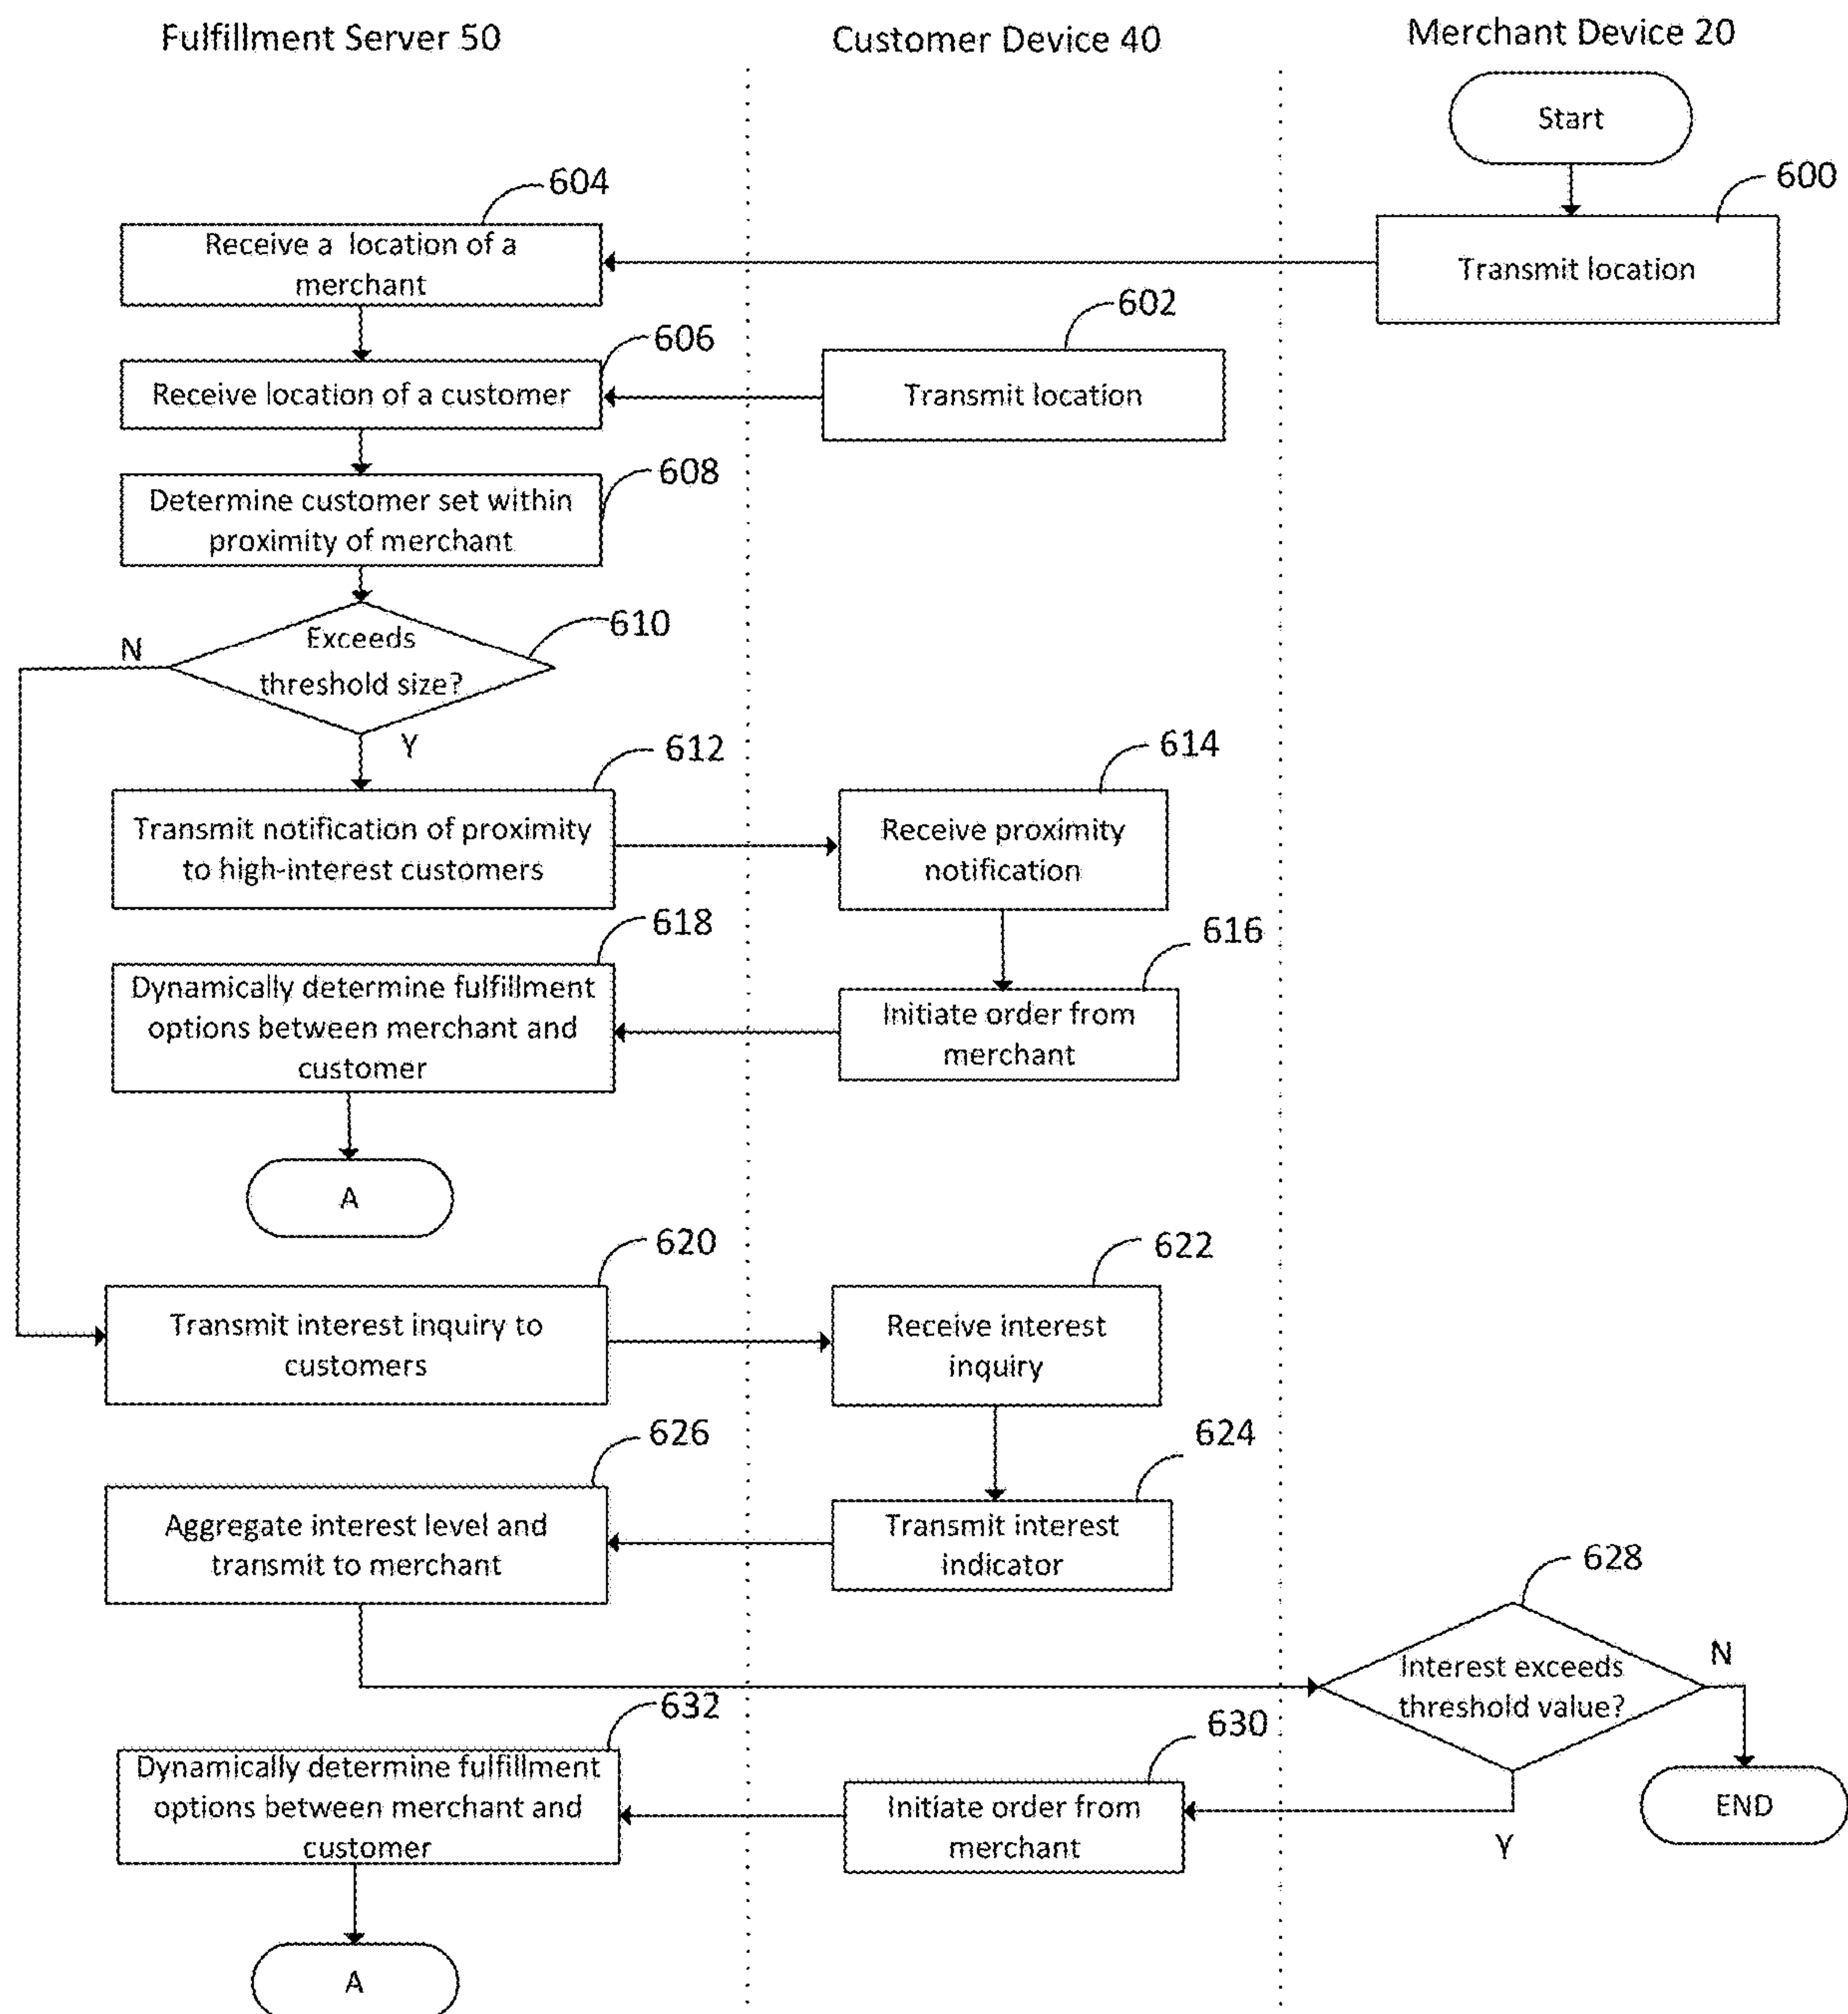 Fulfillment Server 50
Customer Device 40
Merchant Device 20
Start
600
Transmit location
604
Receive a location of a
merchant
602
Transmit location
606
Receive location of a customer
608
Determine customer set within
proximity of merchant
610
Exceeds
threshold size?
N
Y
612
Transmit notification of proximity
to high-interest customers
614
Receive proximity
notification
616
Initiate order from
merchant
618
Dynamically determine fulfillment
options between merchant and
customer
A
620
Transmit interest inquiry to
customers
622
Receive interest
inquiry
624
Transmit interest
indicator
626
Aggregate interest level and
transmit to merchant
628
Interest exceeds
threshold value?
N
END
Y
630
Initiate order from
merchant
632
Dynamically determine fulfillment
options between merchant and
customer
A